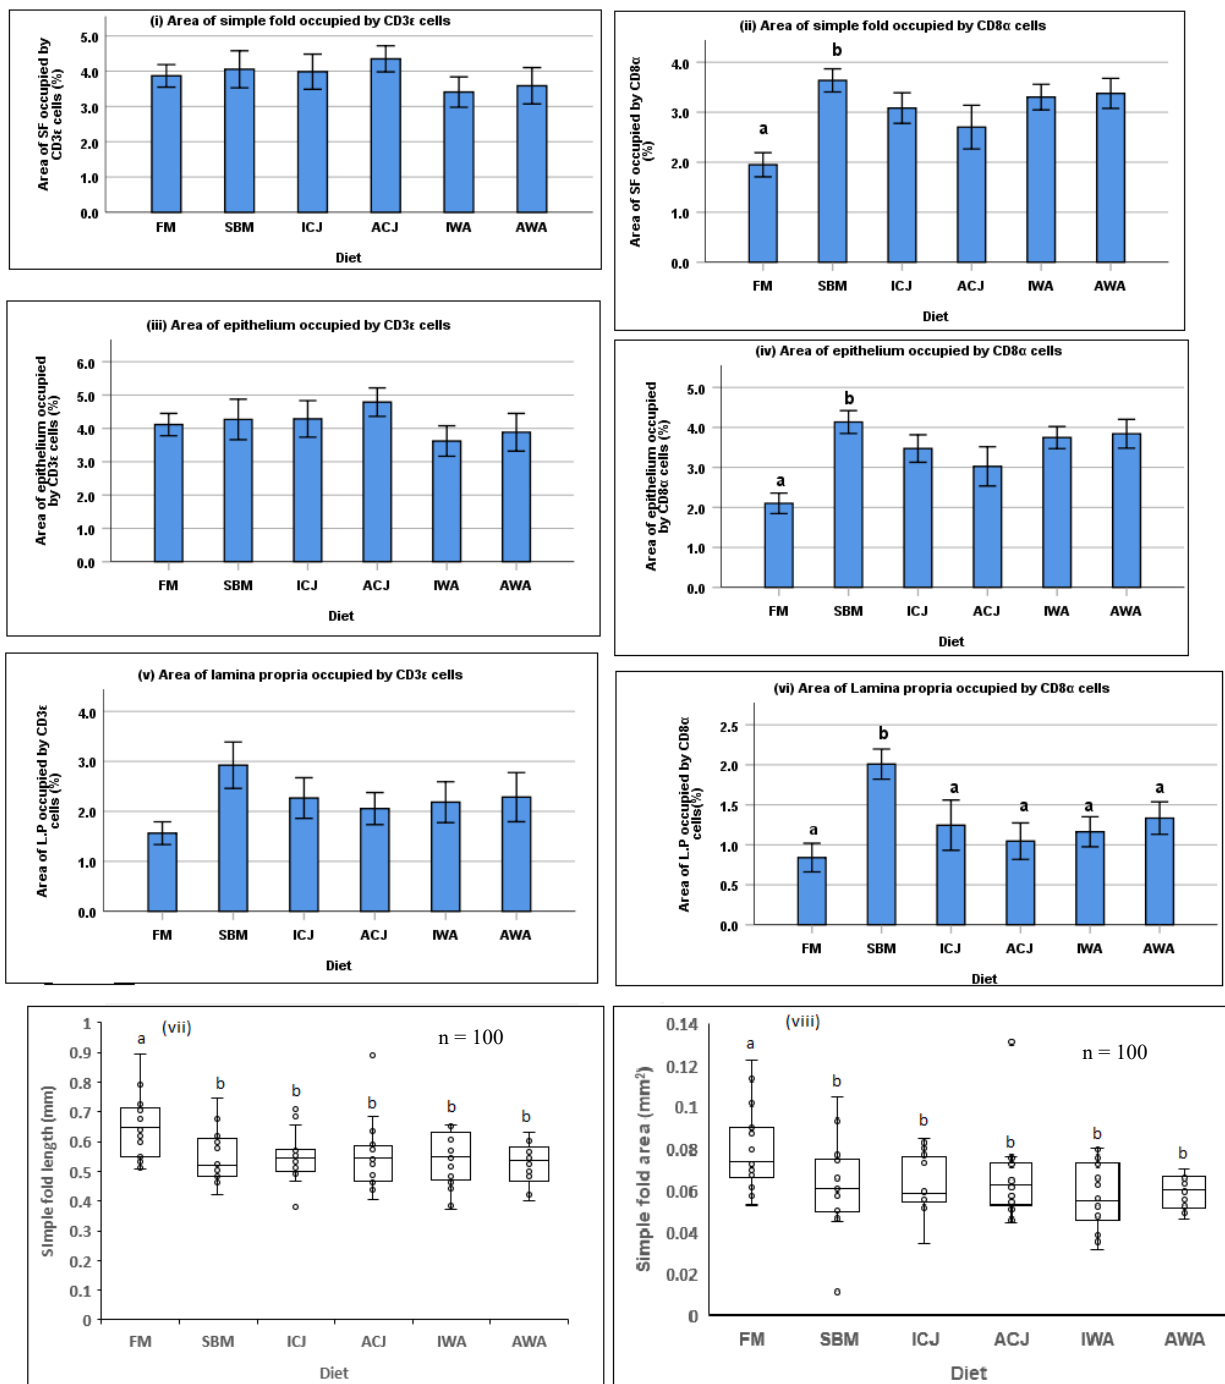 (i) Area of simple fold occupied by CD3ε cells
Area of SF occupied by
CD3ε cells (%)
5.0
4.0
3.0
2.0
1.0
0.0
FM SBM ICJ ACJ IWA AWA
Diet
(ii) Area of simple fold occupied by CD8α cells
Area of SF occupied by CD8α
(%)
4.0
3.0
2.0
1.0
0.0
a
b
FM SBM ICJ ACJ IWA AWA
Diet
(iii) Area of epithelium occupied by CD3ε cells
Area of epithelium occupied
by CD3ε cells (%)
6.0
5.0
4.0
3.0
2.0
1.0
0.0
FM SBM ICJ ACJ IWA AWA
Diet
(iv) Area of epithelium occupied by CD8α cells
Area of epithelium occupied
by CD8α cells (%)
5.0
4.0
3.0
2.0
1.0
0.0
a
b
FM SBM ICJ ACJ IWA AWA
Diet
(v) Area of lamina propria occupied by CD3ε cells
Area of L.P occupied by CD3ε
cells (%)
4.0
3.0
2.0
1.0
0.0
FM SBM ICJ ACJ IWA AWA
Diet
(vi) Area of Lamina propria occupied by CD8α cells
Area of L.P occupied by CD8α
cells(%)
2.5
2.0
1.5
1.0
0.5
0.0
a b a a a a
FM SBM ICJ ACJ IWA AWA
Diet
(vii)
n = 100
Simple fold length (mm)
1
0.9
0.8
0.7
0.6
0.5
0.4
0.3
0.2
0.1
0
a b b b b b
FM SBM ICJ ACJ IWA AWA
Diet
(viii)
n = 100
Simple fold area (mm²)
0.14
0.12
0.1
0.08
0.06
0.04
0.02
0
a b b b b b
FM SBM ICJ ACJ IWA AWA
Diet